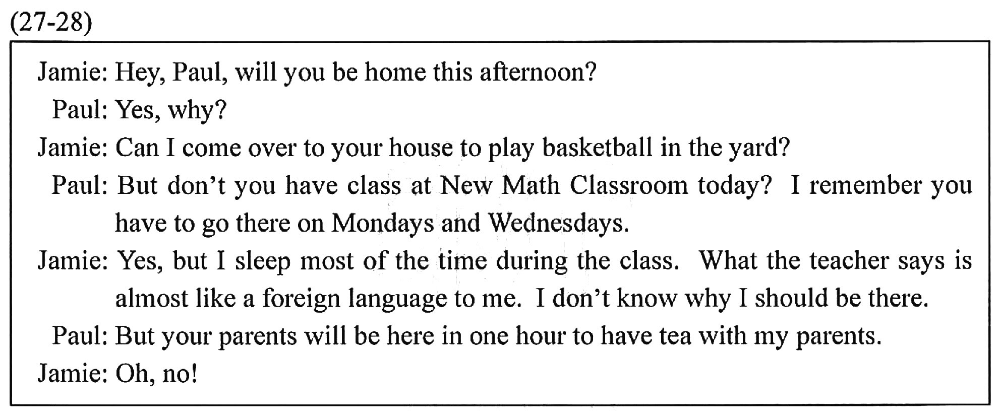 (27-28)
Jamie: Hey, Paul, will you be home this afternoon?
Paul: Yes, why?
Jamie: Can I come over to your house to play basketball in the yard?
Paul: But don't you have class at New Math Classroom today? I remember you
have to go there on Mondays and Wednesdays.
Jamie: Yes, but I sleep most of the time during the class. What the teacher says is
almost like a foreign language to me. I don't know why I should be there.
Paul: But your parents will be here in one hour to have tea with my parents.
Jamie: Oh, no!